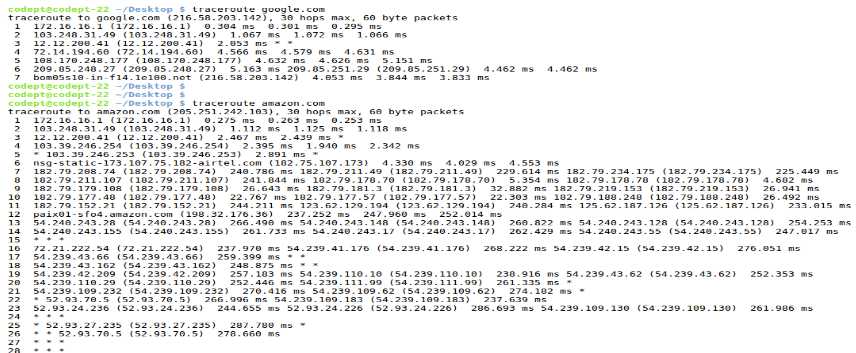 codept@codept-22 ~/Desktop $ traceroute google.com
traceroute to google.com (216.58.203.142), 30 hops max, 60 byte packets
1 172.16.16.1 (172.16.16.1) 0.304 ms 0.301 ms 0.295 ms
2 103.248.31.49 (103.248.31.49) 1.067 ms 1.072 ms 1.066 ms
3 12.12.200.41 (12.12.200.41) 2.053 ms * *
4 72.14.194.60 (72.14.194.60) 4.566 ms 4.579 ms 4.631 ms
5 108.170.248.177 (108.170.248.177) 4.632 ms 4.626 ms 5.151 ms
6 209.85.248.27 (209.85.248.27) 5.163 ms 209.85.251.29 (209.85.251.29) 4.462 ms 4.462 ms
7 bom05s10-in-f14.1e100.net (216.58.203.142) 4.053 ms 3.844 ms 3.833 ms
codept@codept-22 ~/Desktop $
codept@codept-22 ~/Desktop $
codept@codept-22 ~/Desktop $ traceroute amazon.com
traceroute to amazon.com (205.251.242.103), 30 hops max, 60 byte packets
1 172.16.16.1 (172.16.16.1) 0.275 ms 0.263 ms 0.253 ms
2 103.248.31.49 (103.248.31.49) 1.112 ms 1.125 ms 1.118 ms
3 12.12.200.41 (12.12.200.41) 2.467 ms 2.439 ms *
4 103.39.246.254 (103.39.246.254) 2.395 ms 1.940 ms 2.342 ms
5 * 103.39.246.253 (103.39.246.253) 2.891 ms *
6 nsg-static-173.107.75.182-airtel.com (182.75.107.173) 4.330 ms 4.029 ms 4.553 ms
7 182.79.208.74 (182.79.208.74) 240.786 ms 182.79.211.49 (182.79.211.49) 229.614 ms 182.79.234.175 (182.79.234.175) 225.449 ms
8 182.79.211.107 (182.79.211.107) 241.844 ms 182.79.178.70 (182.79.178.70) 5.354 ms 182.79.178.78 (182.79.178.78) 4.682 ms
9 182.79.179.108 (182.79.179.108) 26.643 ms 182.79.181.3 (182.79.181.3) 32.882 ms 182.79.219.153 (182.79.219.153) 26.941 ms
10 182.79.177.48 (182.79.177.48) 22.767 ms 182.79.177.57 (182.79.177.57) 22.303 ms 182.79.188.248 (182.79.188.248) 26.492 ms
11 182.79.152.21 (182.79.152.21) 244.211 ms 123.62.129.194 (123.62.129.194) 240.284 ms 125.62.187.126 (125.62.187.126) 233.015 ms
12 paix01-sfo4.amazon.com (198.32.176.36) 237.252 ms 247.960 ms 252.014 ms
13 54.240.243.28 (54.240.243.28) 266.490 ms 54.240.243.148 (54.240.243.148) 260.822 ms 54.240.243.128 (54.240.243.128) 254.253 ms
14 54.240.243.155 (54.240.243.155) 261.733 ms 54.240.243.17 (54.240.243.17) 262.429 ms 54.240.243.55 (54.240.243.55) 247.017 ms
15 * * *
16 72.21.222.54 (72.21.222.54) 237.970 ms 54.239.41.176 (54.239.41.176) 268.222 ms 54.239.42.15 (54.239.42.15) 276.051 ms
17 54.239.43.66 (54.239.43.66) 259.399 ms * *
18 54.239.43.162 (54.239.43.162) 248.875 ms * *
19 54.239.42.209 (54.239.42.209) 257.183 ms 54.239.110.10 (54.239.110.10) 238.916 ms 54.239.43.62 (54.239.43.62) 252.353 ms
20 54.239.110.29 (54.239.110.29) 252.446 ms 54.239.111.99 (54.239.111.99) 261.335 ms *
21 54.239.109.232 (54.239.109.232) 270.416 ms 54.239.109.62 (54.239.109.62) 274.182 ms *
22 * 52.93.70.5 (52.93.70.5) 266.996 ms 54.239.109.183 (54.239.109.183) 237.639 ms
23 52.93.24.236 (52.93.24.236) 244.655 ms 52.93.24.226 (52.93.24.226) 286.693 ms 54.239.109.130 (54.239.109.130) 261.986 ms
24 * * *
25 * 52.93.27.235 (52.93.27.235) 287.780 ms *
26 * * 52.93.70.5 (52.93.70.5) 278.660 ms
27 * * *
28 * * *